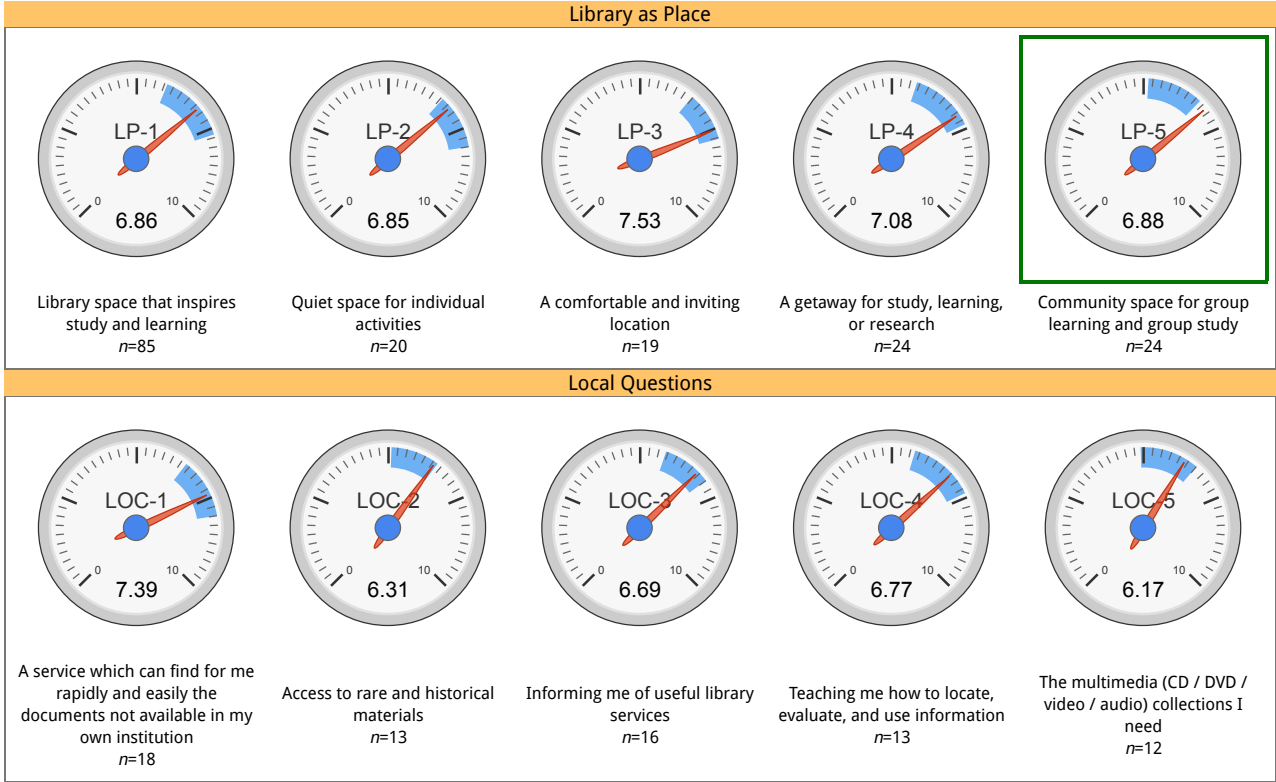 Library as Place
LP-1
0 10
6.86
LP-2
0 10
6.85
LP-3
0 10
7.53
LP-4
0 10
7.08
LP-5
0 10
6.88
Library space that inspires
study and learning
n=85
Quiet space for individual
activities
n=20
A comfortable and inviting
location
n=19
A getaway for study, learning,
or research
n=24
Community space for group
learning and group study
n=24
Local Questions
LOC-1
0 10
7.39
LOC-2
0 10
6.31
LOC-3
0 10
6.69
LOC-4
0 10
6.77
LOC-5
0 10
6.17
A service which can find for me
rapidly and easily the
documents not available in my
own institution
n=18
Access to rare and historical
materials
n=13
Informing me of useful library
services
n=16
Teaching me how to locate,
evaluate, and use information
n=13
The multimedia (CD / DVD /
video / audio) collections I
need
n=12